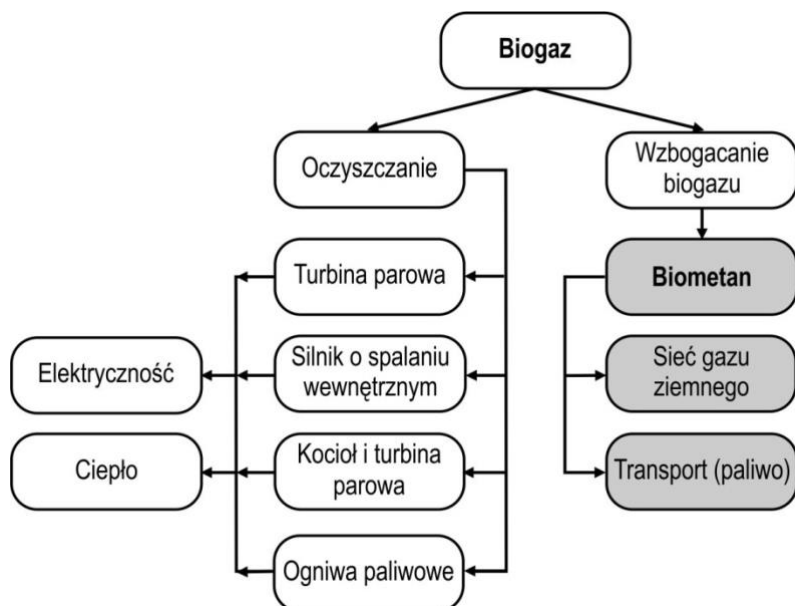 Biogaz
Oczyszczanie
Wzbogacanie
biogazu
Turbina parowa
Biometan
Elektryczność
Silnik o spalaniu
wewnętrznym
Sieć gazu
ziemnego
Ciepło
Kocioł i turbina
parowa
Transport (paliwo)
Ogniwa paliwowe